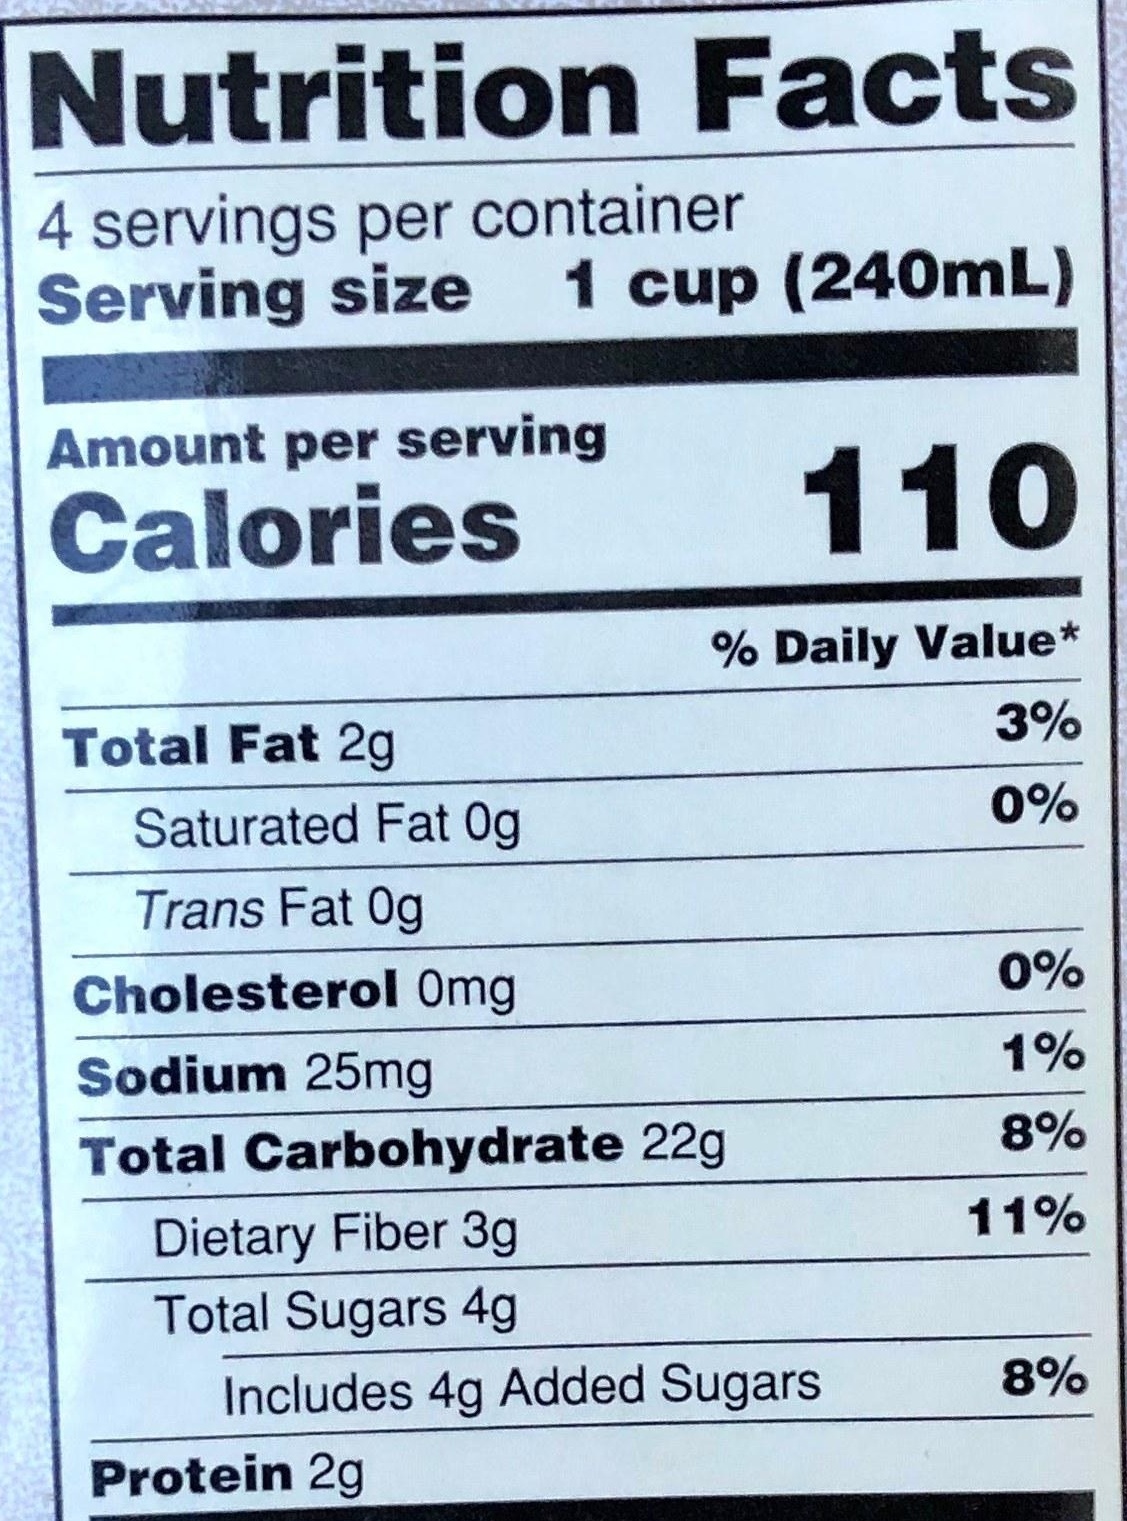 Nutrition Facts
4 servings per container
Serving size 1 cup (240mL)
Amount per serving
Calories 110
% Daily Value*
Total Fat 2g 3%
Saturated Fat 0g 0%
Trans Fat 0g
Cholesterol 0mg 0%
Sodium 25mg 1%
Total Carbohydrate 22g 8%
Dietary Fiber 3g 11%
Total Sugars 4g
Includes 4g Added Sugars 8%
Protein 2g